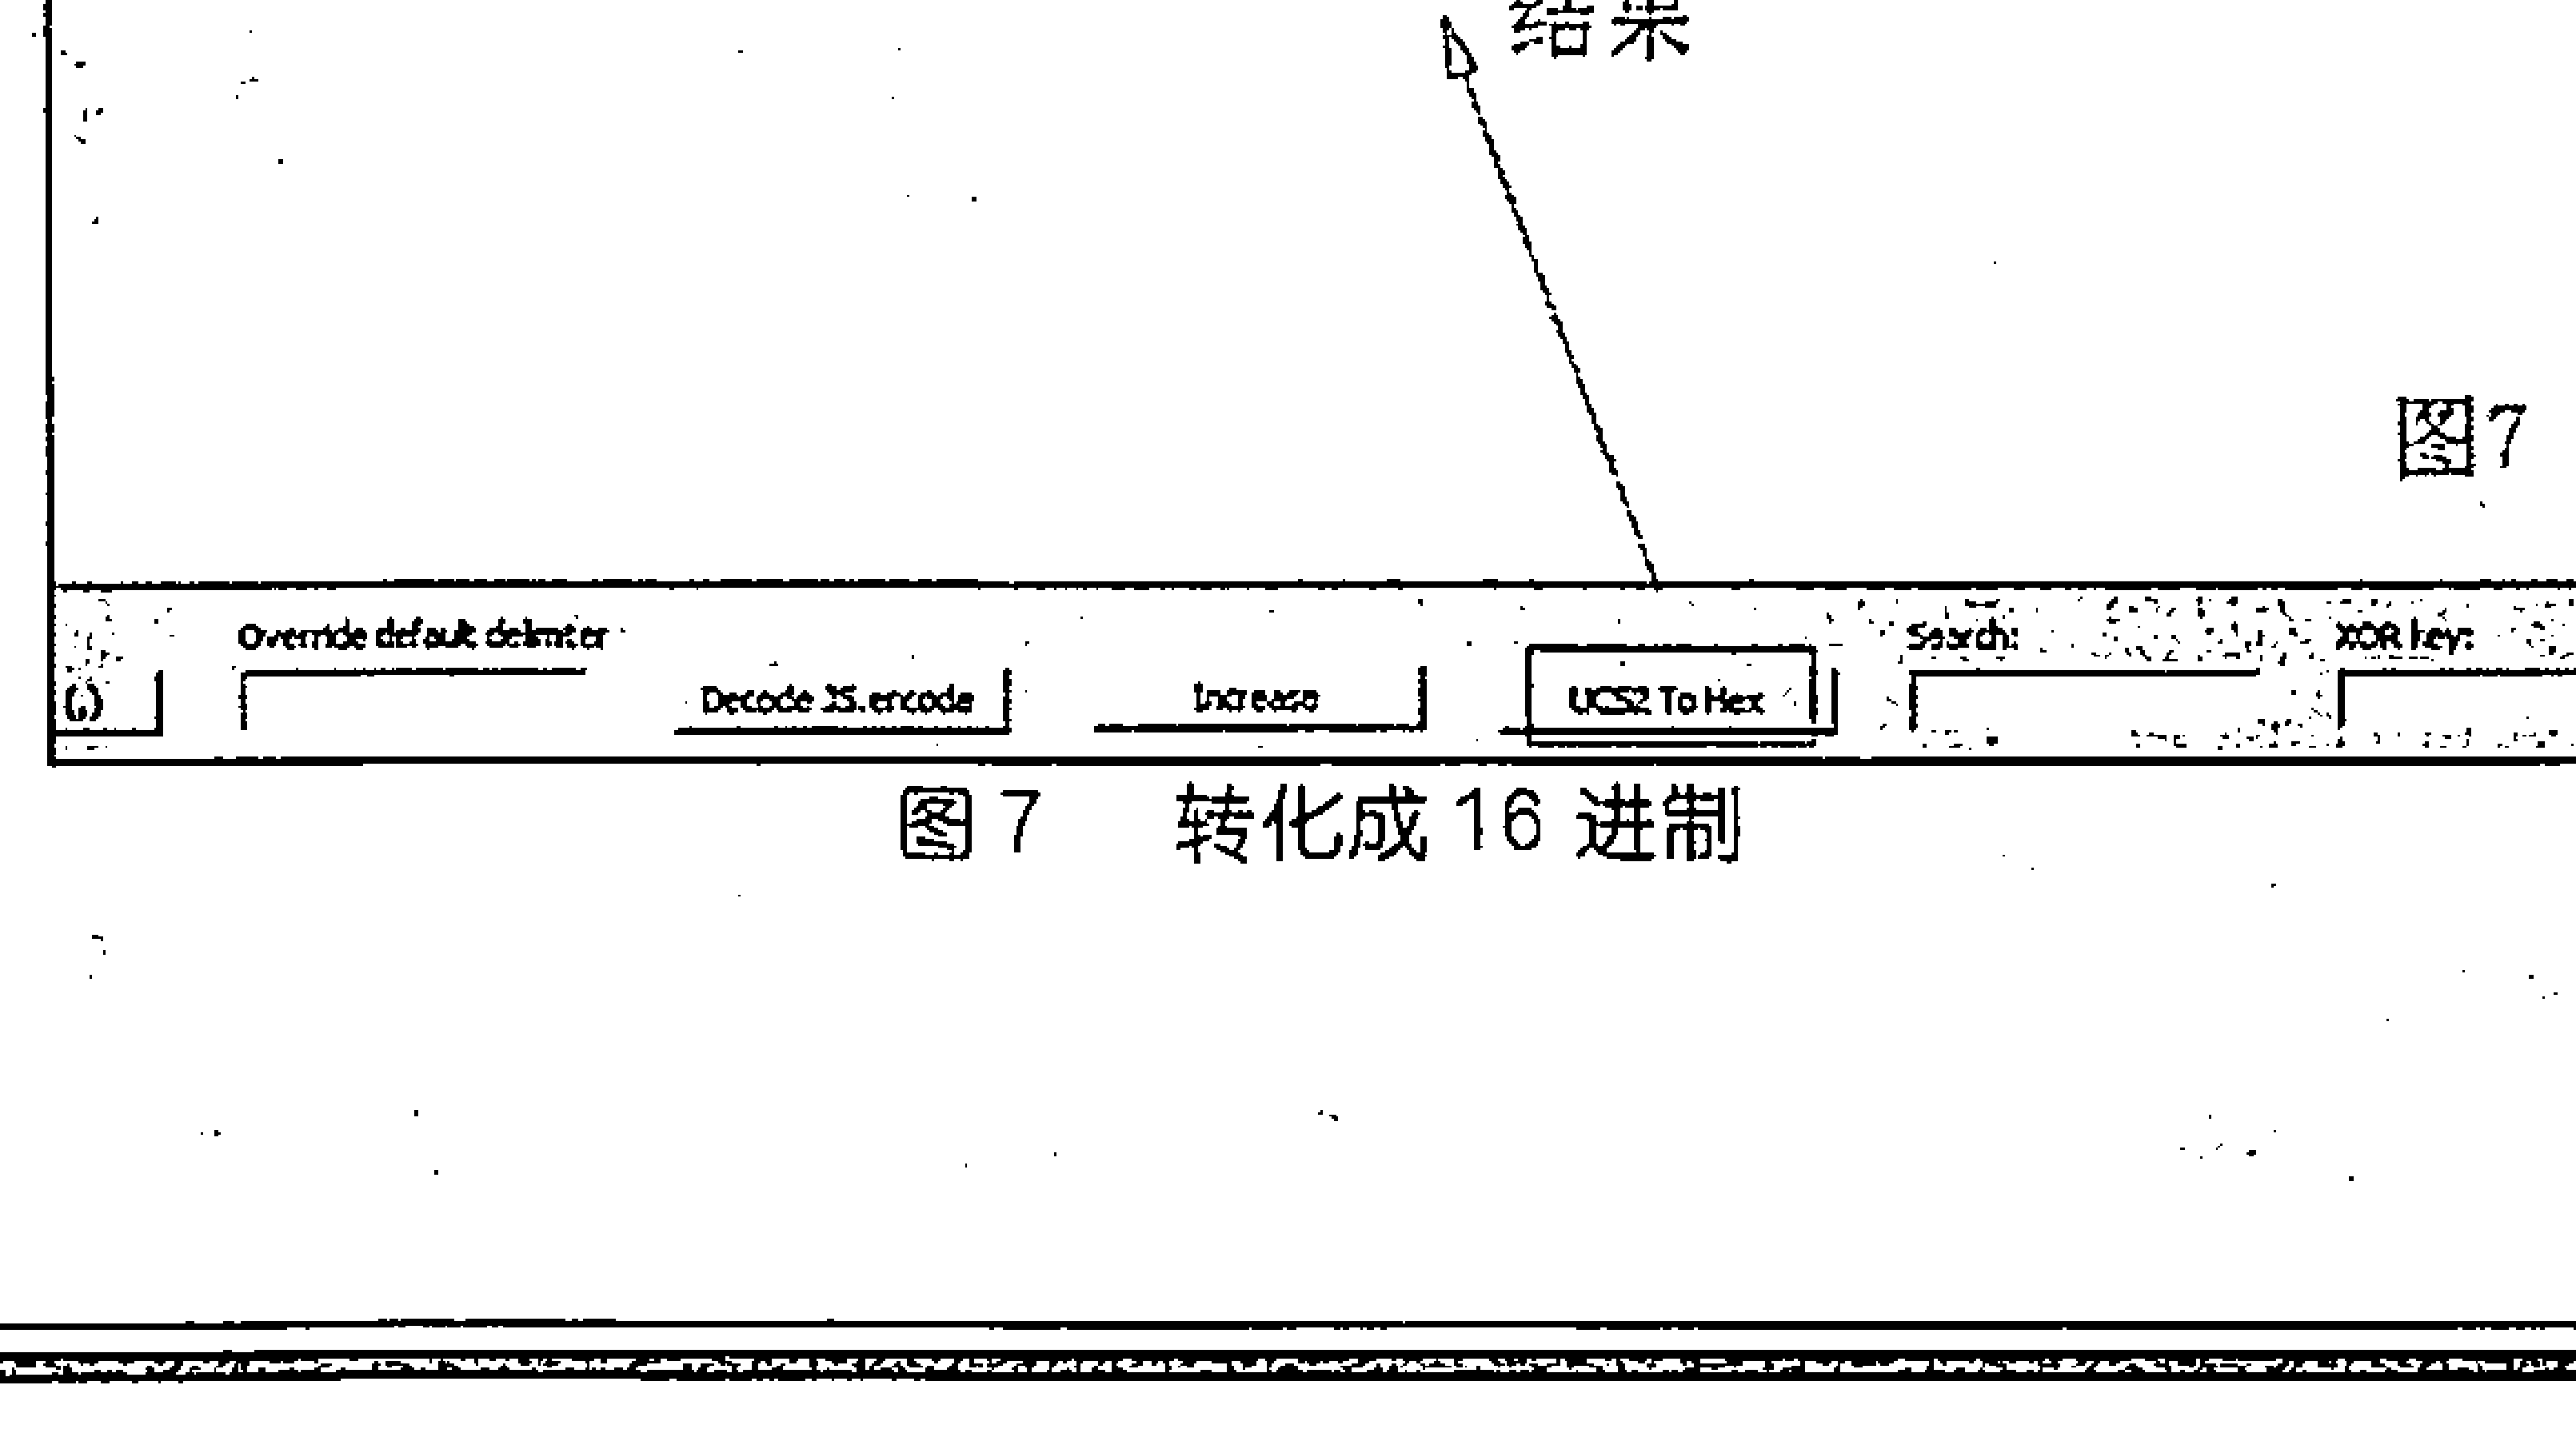 结果
图7
Override default delimiter
Search:
XOR key:
(,)
Decode JS.encode
Increase
UCS2 To Hex
图 7 转化成 16 进制